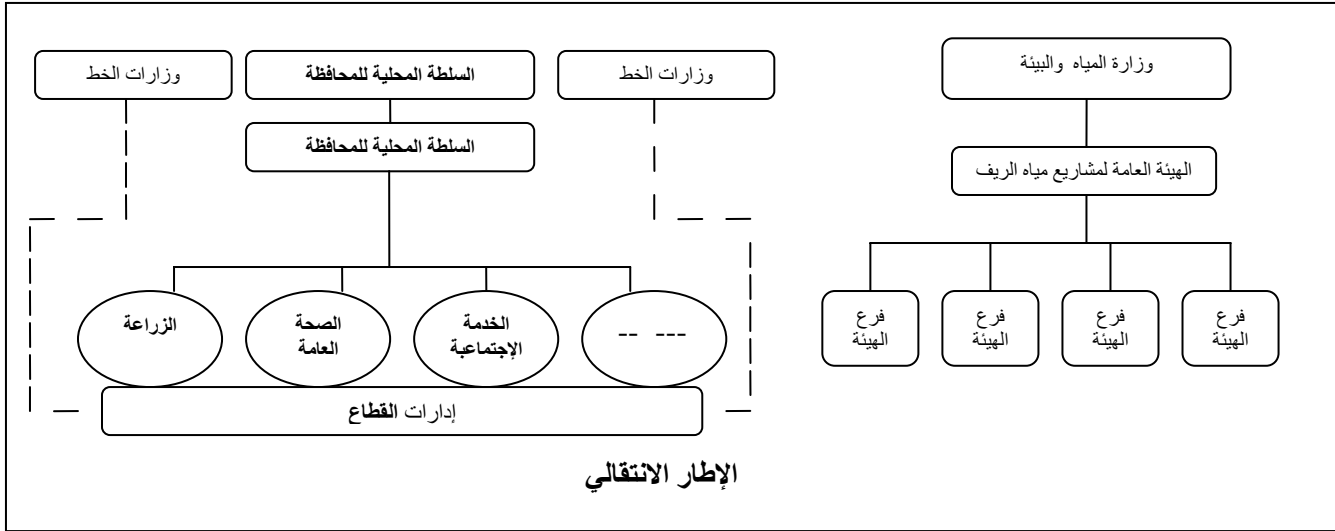 وزارة المياه والبيئة
وزارات الخط
السلطة المحلية للمحافظة
وزارات الخط
السلطة المحلية للمحافظة
الهيئة العامة لمشاريع مياه الريف
فرع
الهيئة
فرع
الهيئة
فرع
الهيئة
فرع
الهيئة
-- ---
الخدمة
الإجتماعية
الصحة
العامة
الزراعة
إدارات القطاع
الإطار الانتقالي